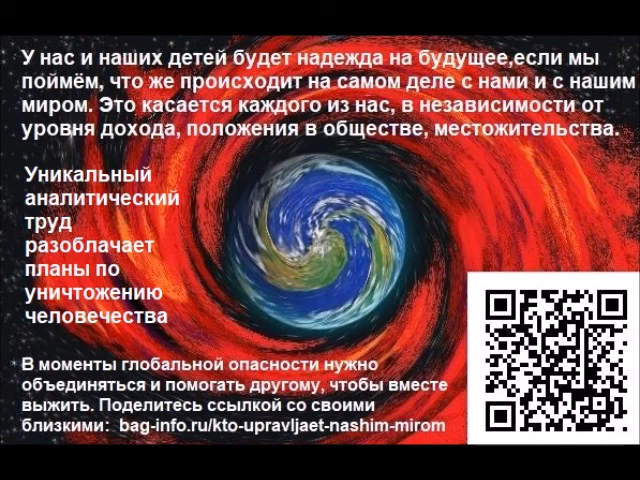 У нас и наших детей будет надежда на будущее,если мы
поймём, что же происходит на самом деле с нами и с нашим
миром. Это касается каждого из нас, в независимости от
уровня дохода, положения в обществе, местожительства.
Уникальный
аналитический
труд
разоблачает
планы по
уничтожению
человечества
В моменты глобальной опасности нужно
объединяться и помогать другому, чтобы вместе
выжить. Поделитесь ссылкой со своими
близкими: bag-info.ru/kto-upravljaet-nashim-mirom